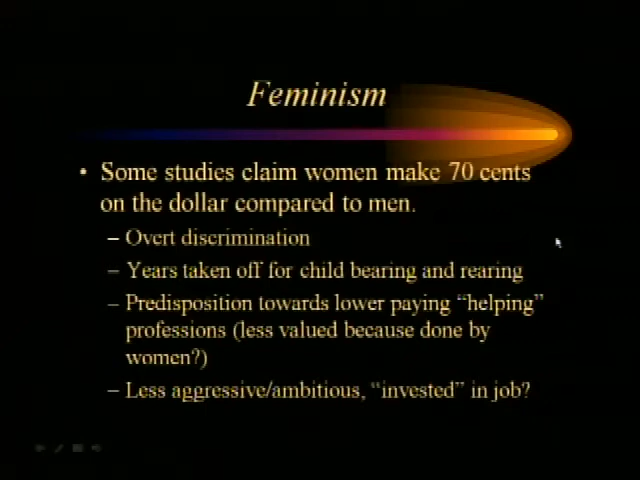 Feminism
• Some studies claim women make 70 cents
on the dollar compared to men.
– Overt discrimination
– Years taken off for child bearing and rearing
– Predisposition towards lower paying “helping”
professions (less valued because done by
women?)
– Less aggressive/ambitious, “invested” in job?